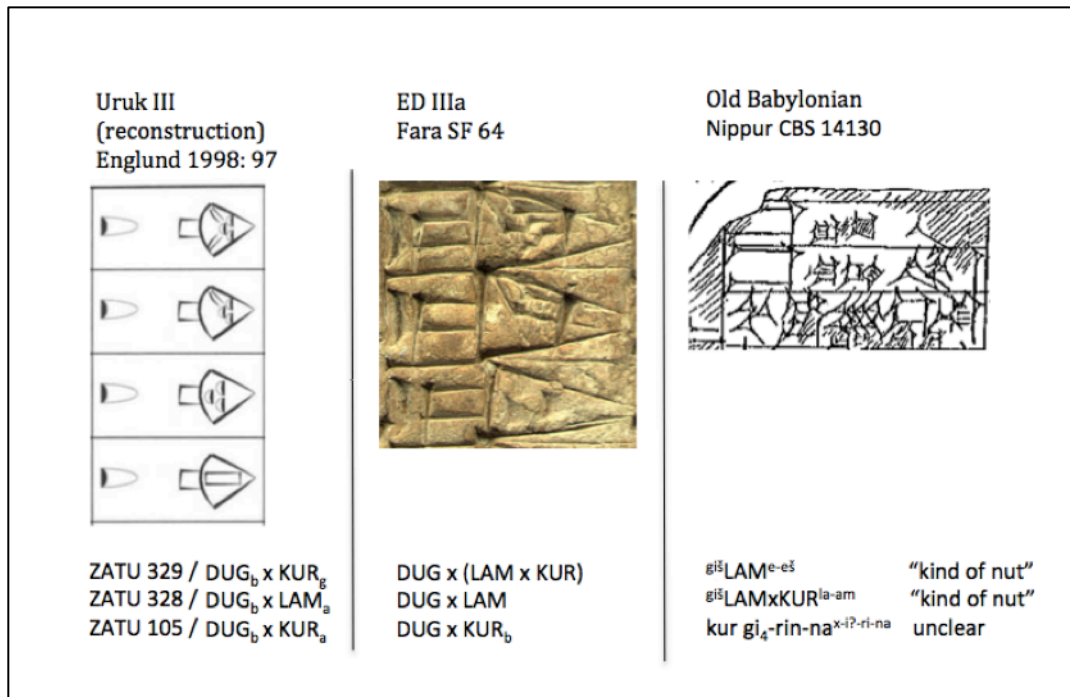 Uruk III
(reconstruction)
Englund 1998: 97
ED IIIa
Fara SF 64
Old Babylonian
Nippur CBS 14130
ZATU 329 / DUGb x KURg
ZATU 328 / DUGb x LAMa
ZATU 105 / DUGb x KURa
DUG x (LAM x KUR)
DUG x LAM
DUG x KURb
gišLAMe-eš “kind of nut”
gišLAMxKURla-am “kind of nut”
kur gi4-rin-nax-i?-ri-na unclear